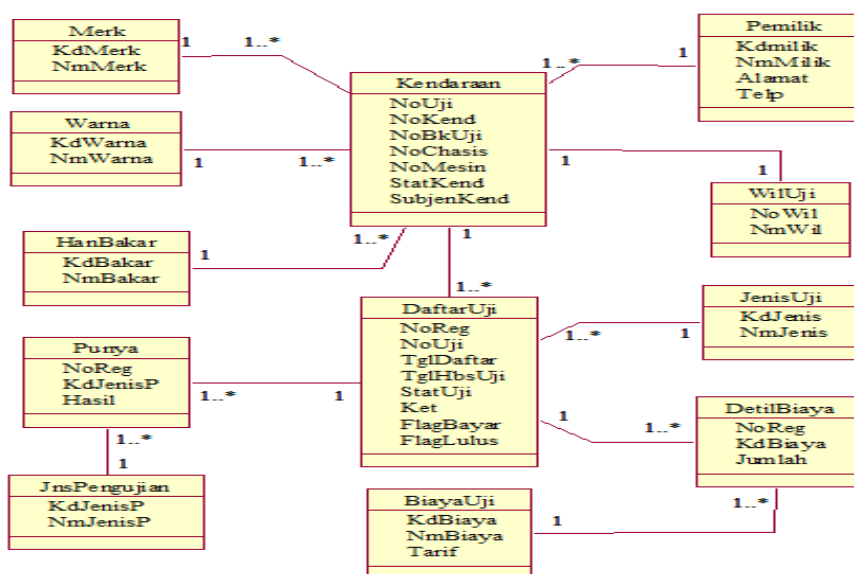 Merk
KdMerk
NmMerk
1
1..*
Pemilik
Kdmilik
NmMilik
Alamat
Telp
1
1..*
Kendaraan
NoUji
NoKend
NoBkUji
NoChasis
NoMesin
StatKend
SubjenKend
Warna
KdWarna
NmWarna
1
1..*
1
1
WilUji
NoWil
NmWil
HanBakar
KdBakar
NmBakar
1
1..*
1
1..*
DaftarUji
NoReg
NoUji
TglDaftar
TglHbsUji
StatUji
Ket
FlagBayar
FlagLulus
JenisUji
KdJenis
NmJenis
1..*
1
Punya
NoReg
KdJenisP
Hasil
1..*
1
1..*
1
JnsPengujian
KdJenisP
NmJenisP
DetilBiaya
NoReg
KdBiaya
Jumlah
1
1..*
1..*
BiayaUji
KdBiaya
NmBiaya
Tarif
1